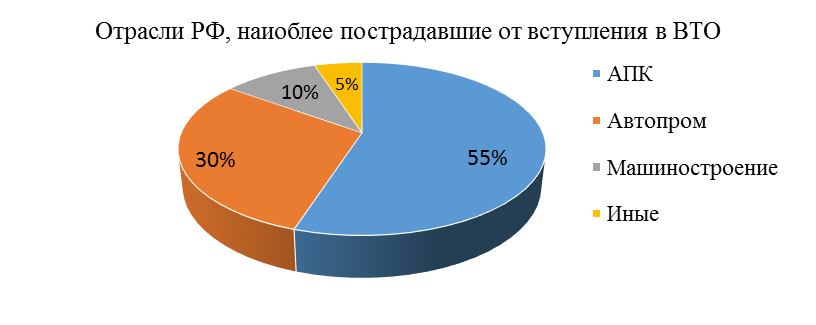 Отрасли РФ, наиоблее пострадавшие от вступления в ВТО
5%
10%
30%
55%
АПК
Автопром
Машиностроение
Иные